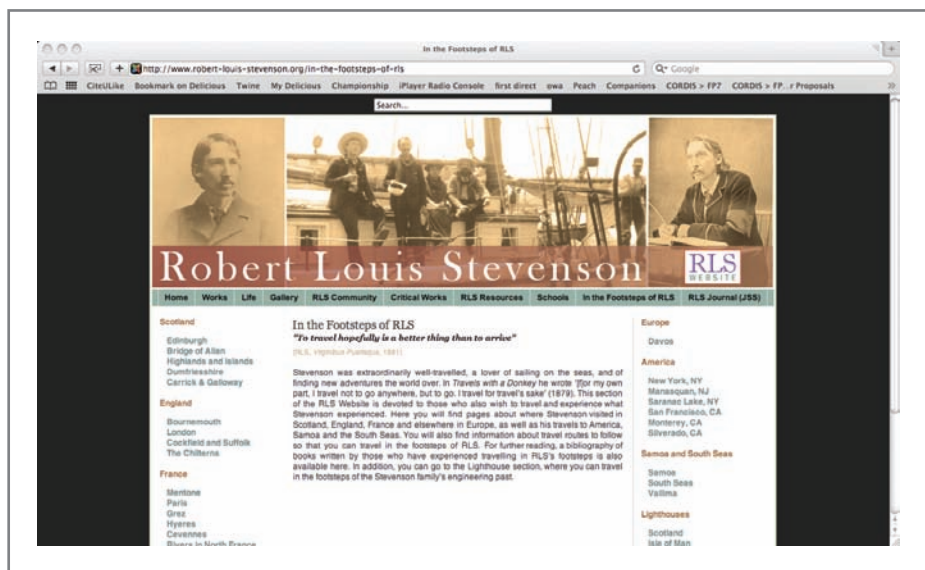 In the Footsteps of RLS
http://www.robert-louis-stevenson.org/in-the-footsteps-of-rls
Google
CiteULike Bookmark on Delicious Twine My Delicious Championship iPlayer Radio Console first direct owa Peach Companions CORDIS > FP7 CORDIS > FP...r Proposals
Search...
Robert Louis Stevenson
RLS
WEBSITE
Home Works Life Gallery RLS Community Critical Works RLS Resources Schools In the Footsteps of RLS RLS Journal (JSS)
Scotland
Edinburgh
Bridge of Allan
Highlands and Islands
Dumfriesshire
Carrick & Galloway
England
Bournemouth
London
Cockfield and Suffolk
The Chilterns
France
Mentone
Paris
Grez
Hyeres
Cevennes
Rivers in North France
In the Footsteps of RLS
"To travel hopefully is a better thing than to arrive"
(RLS, Virginibus Puerisque, 1881)
Stevenson was extraordinarily well-travelled, a lover of sailing on the seas, and of
finding new adventures the world over. In Travels with a Donkey he wrote '[f]or my own
part, I travel not to go anywhere, but to go. I travel for travel's sake' (1879). This section
of the RLS Website is devoted to those who also wish to travel and experience what
Stevenson experienced. Here you will find pages about where Stevenson visited in
Scotland, England, France and elsewhere in Europe, as well as his travels to America,
Samoa and the South Seas. You will also find information about travel routes to follow
so that you can travel in the footsteps of RLS. For further reading, a bibliography of
books written by those who have experienced travelling in RLS's footsteps is also
available here. In addition, you can go to the Lighthouse section, where you can travel
in the footsteps of the Stevenson family's engineering past.
Europe
Davos
America
New York, NY
Manasquan, NJ
Saranac Lake, NY
San Francisco, CA
Monterey, CA
Silverado, CA
Samoa and South Seas
Samoa
South Seas
Vailima
Lighthouses
Scotland
Isle of Man